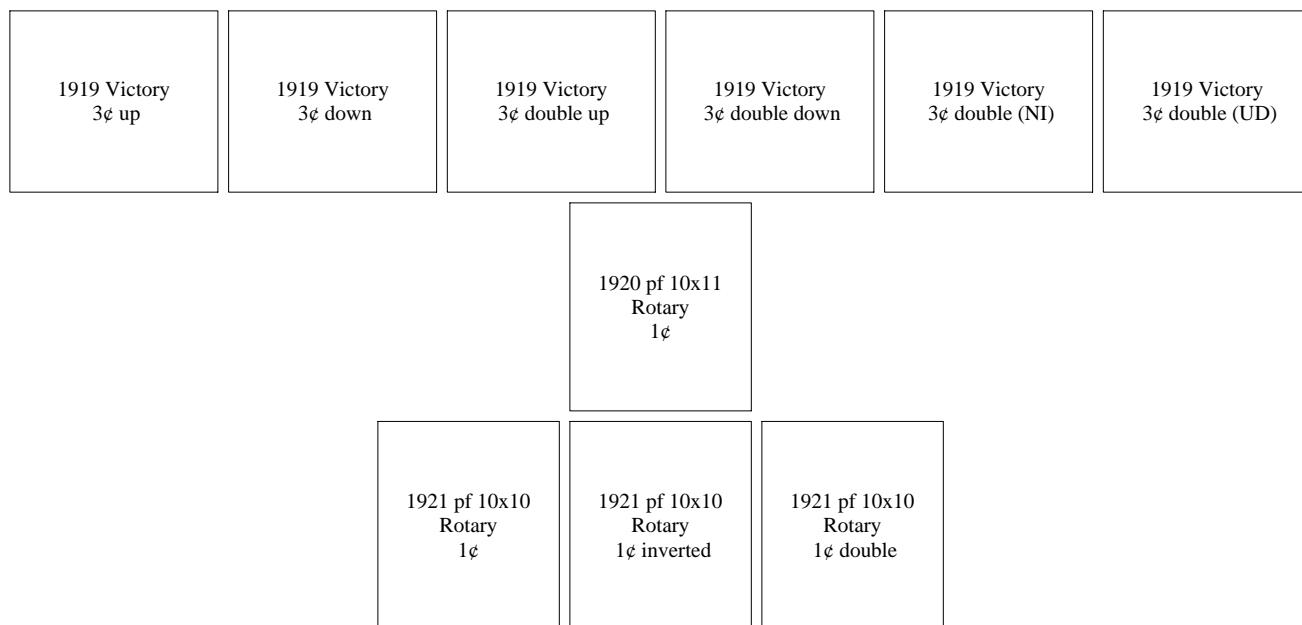 1919 Victory
3¢ up
1919 Victory
3¢ down
1919 Victory
3¢ double up
1919 Victory
3¢ double down
1919 Victory
3¢ double (NI)
1919 Victory
3¢ double (UD)
1920 pf 10x11
Rotary
1¢
1921 pf 10x10
Rotary
1¢
1921 pf 10x10
Rotary
1¢ inverted
1921 pf 10x10
Rotary
1¢ double